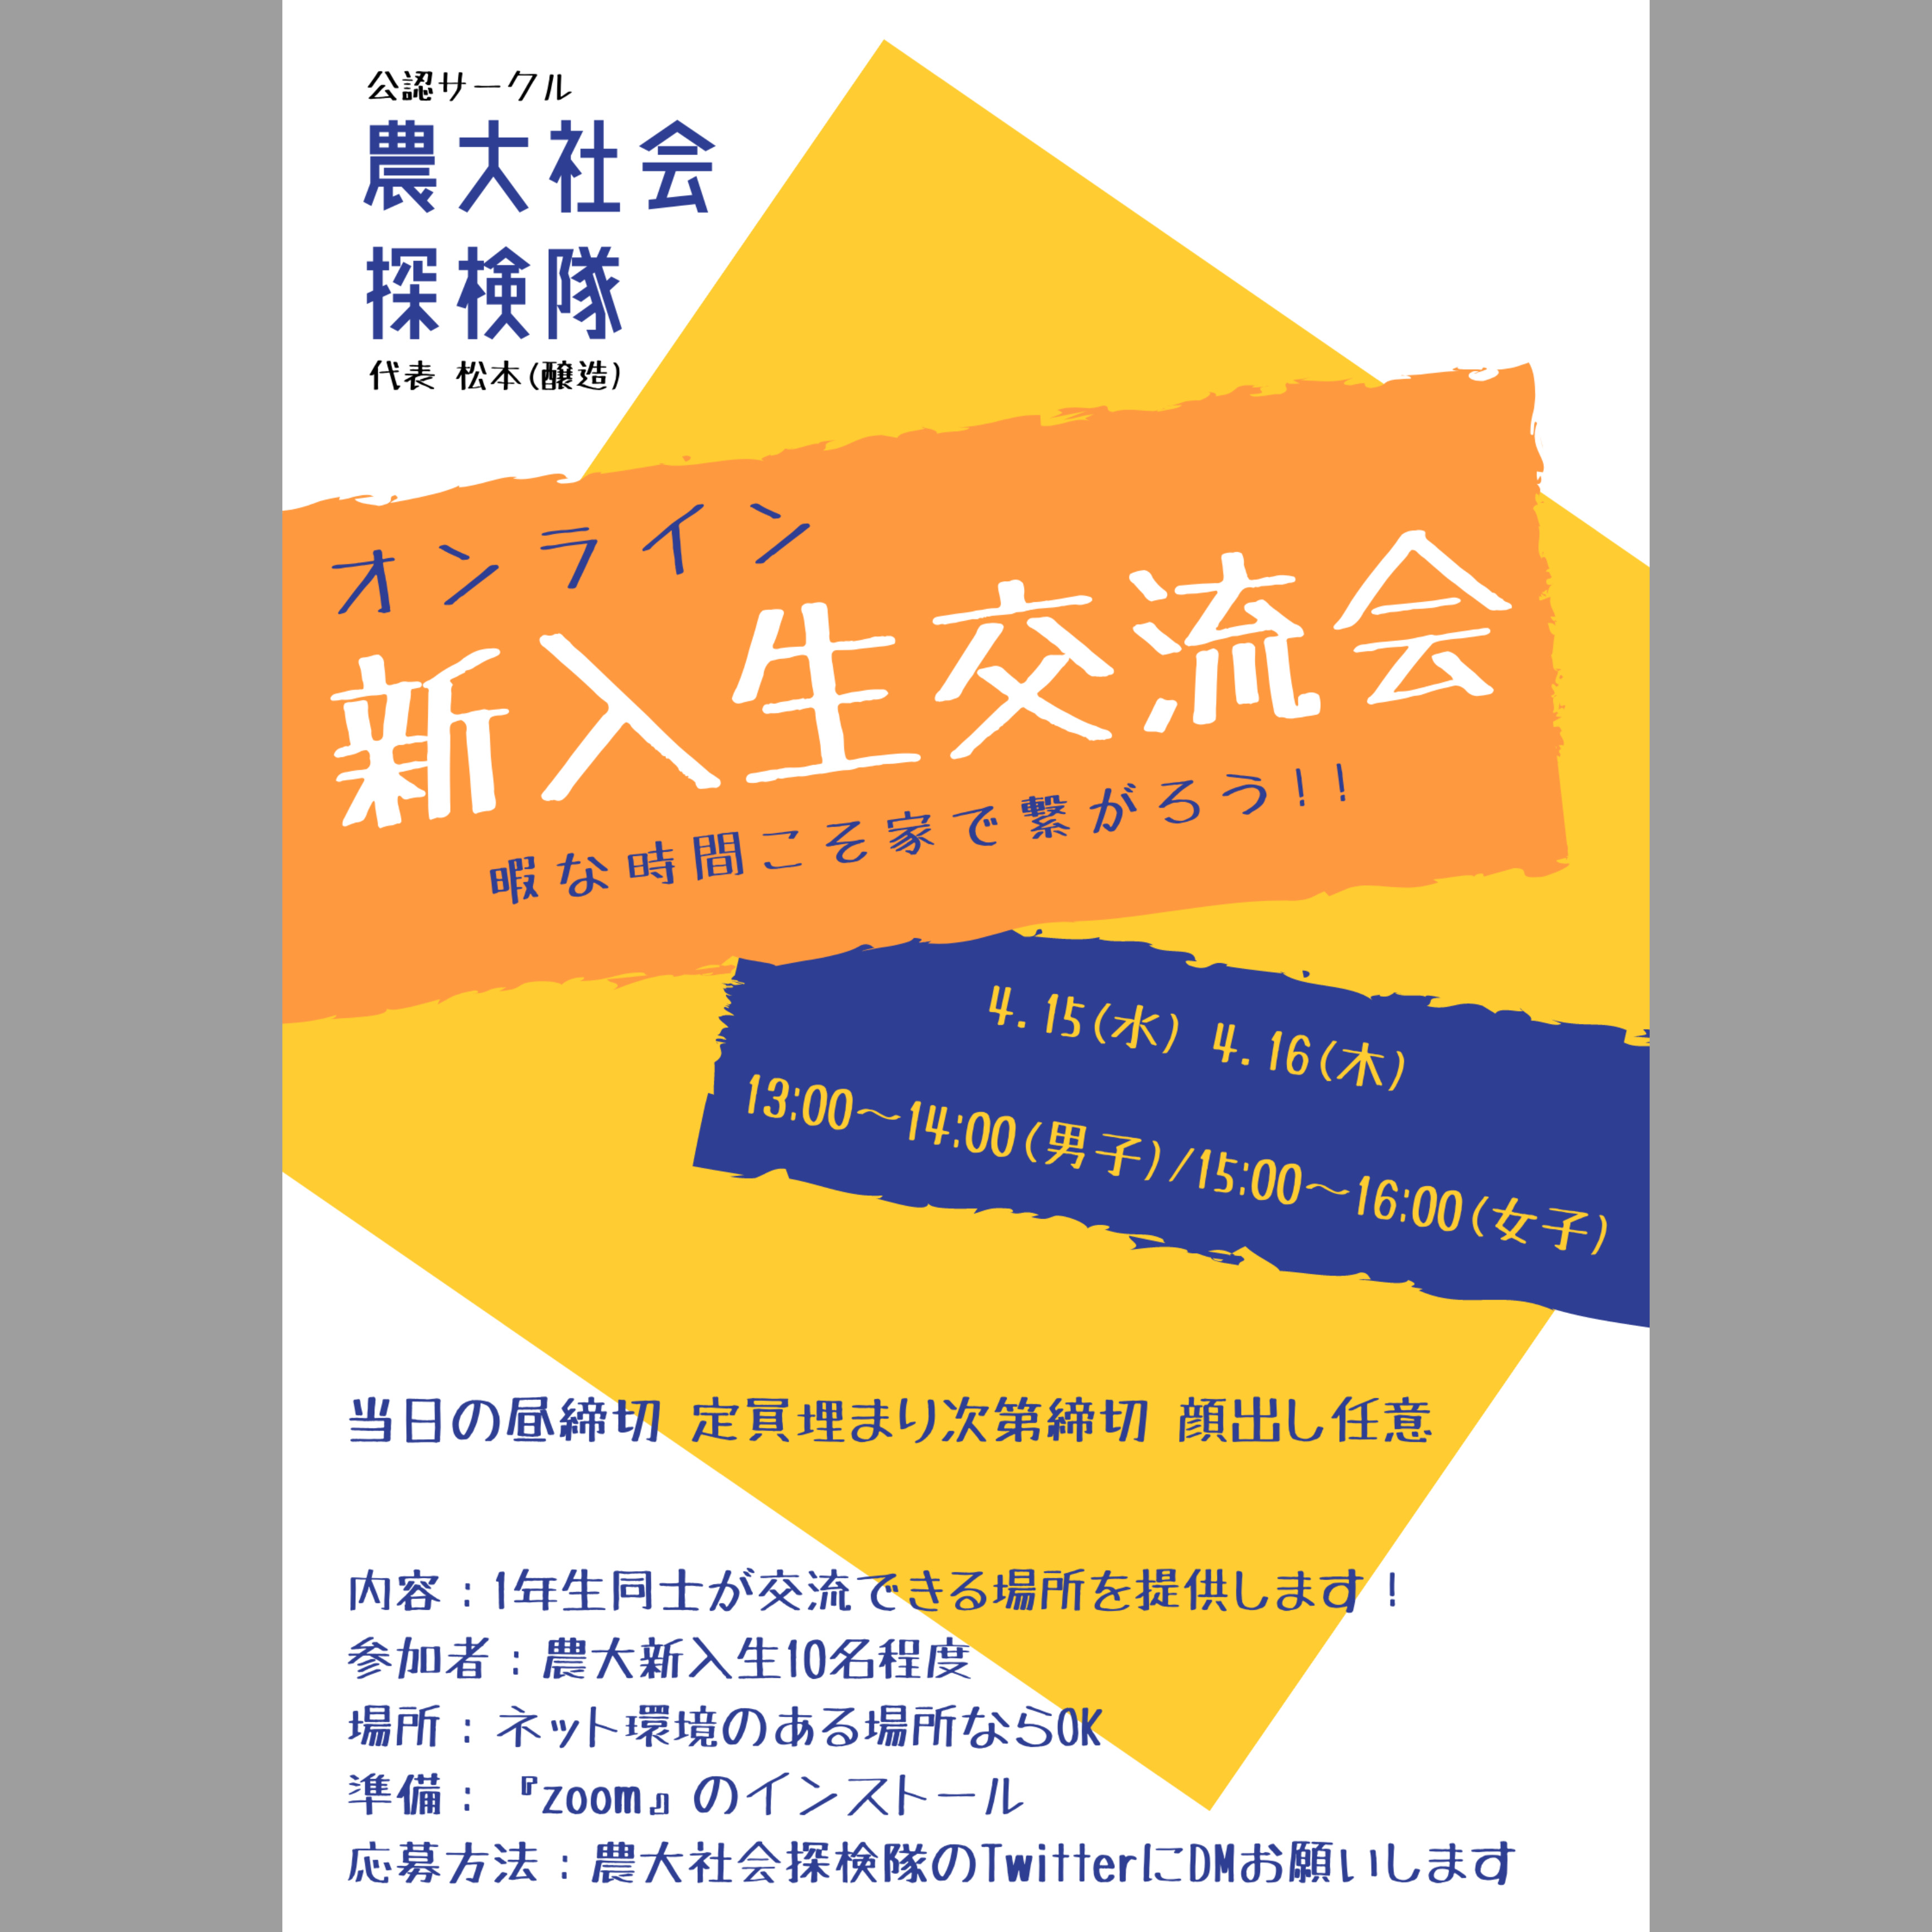 公認サークル
農大社会
探検隊
代表 松本(醸造)
オンライン
新入生交流会
暇な時間こそ家で繋がろう！！
4.15(水) 4.16(木)
13:00〜14:00(男子)/15:00〜16:00(女子)
当日の昼締切 定員埋まり次第締切 顔出し任意
内容：1年生同士が交流できる場所を提供します！
参加者：農大新入生10名程度
場所：ネット環境のある場所ならOK
準備：『zoom』のインストール
応募方法：農大社会探検隊のTwitterにDMお願いします